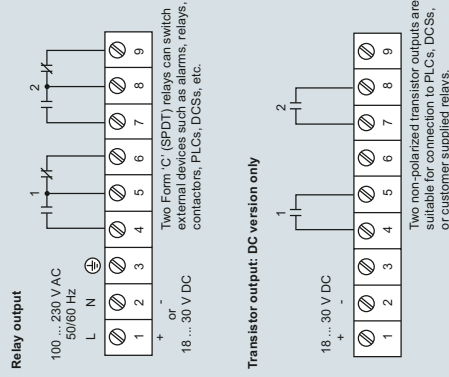 Relay output
1 2
100 ... 230 V AC
50/60 Hz
L N
1 2 3 4 5 6 7 8 9
+ -
or
18 ... 30 V DC
Two Form 'C' (SPDT) relays can switch
external devices such as alarms, relays,
contactors, PLCs, DCSs, etc.
Transistor output: DC version only
1 2
18 ... 30 V DC
+ -
1 2 3 4 5 6 7 8 9
Two non-polarized transistor outputs are
suitable for connection to PLCs, DCSs,
or customer supplied relays.